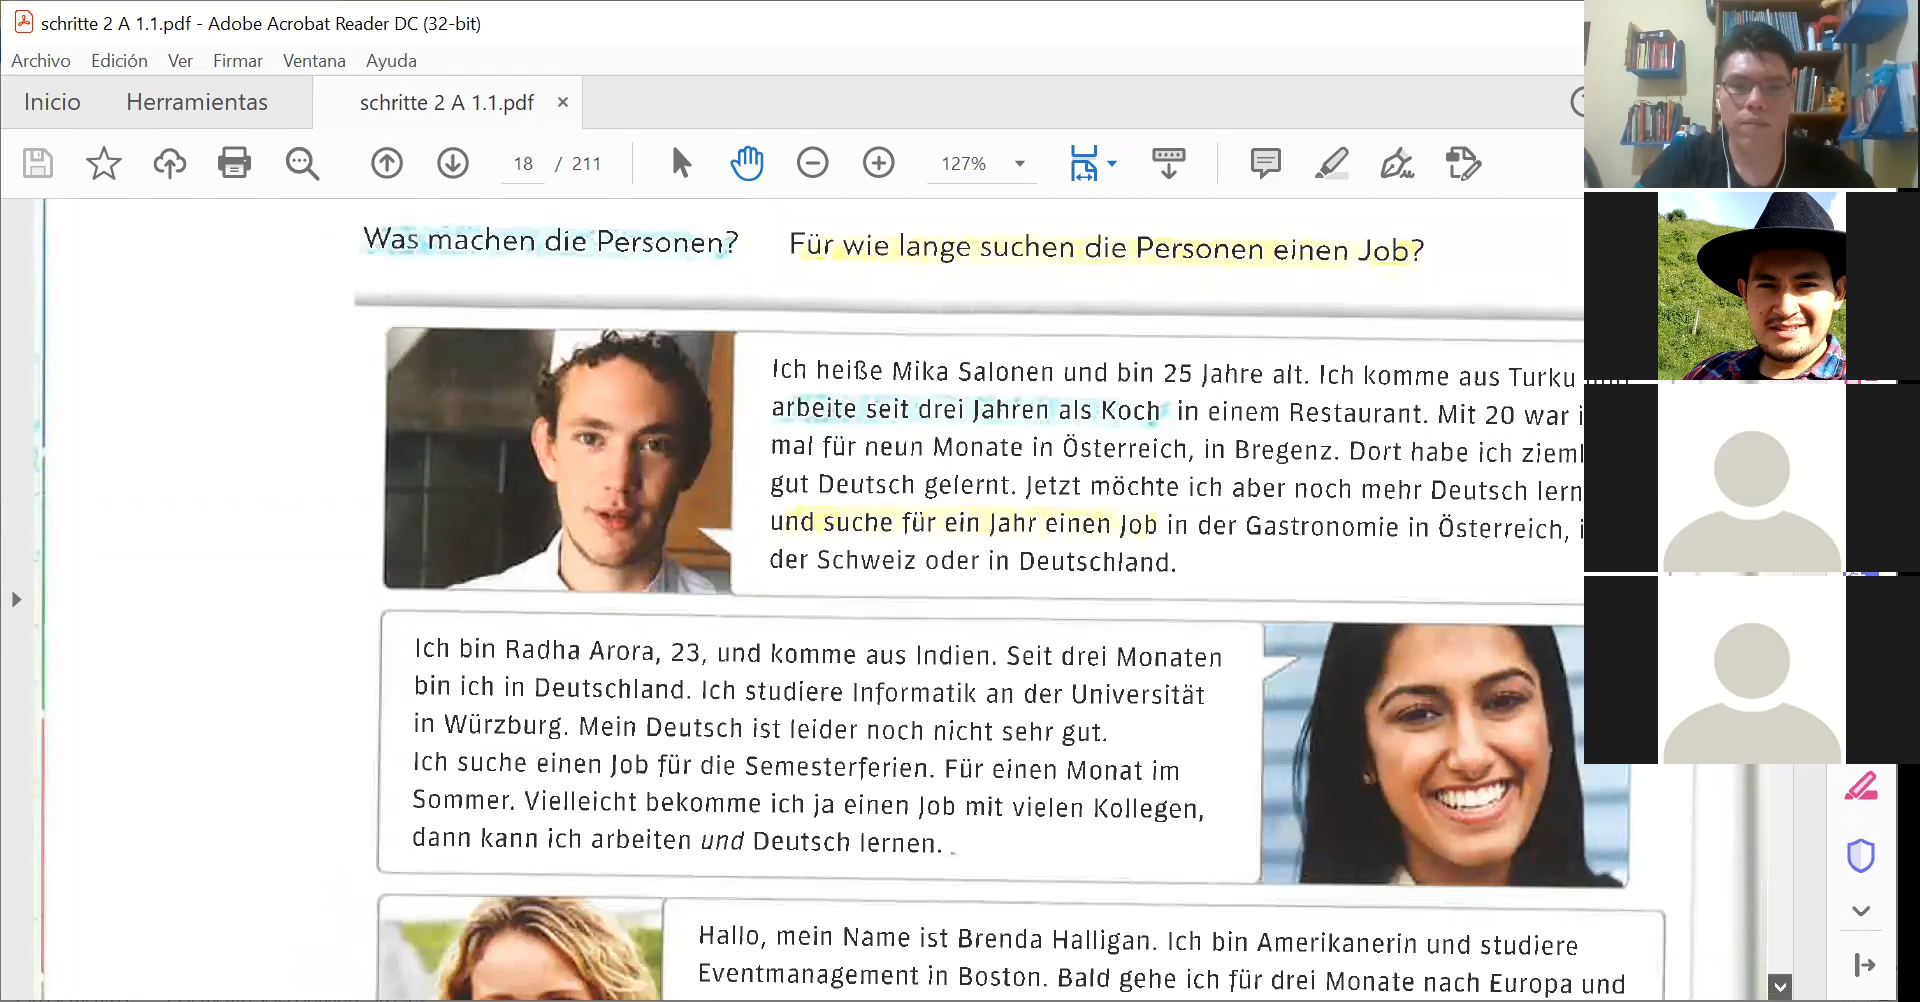 schritte 2 A 1.1.pdf - Adobe Acrobat Reader DC (32-bit)
Archivo Edición Ver Firmar Ventana Ayuda
Inicio Herramientas schritte 2 A 1.1.pdf ×
18 / 211 127%
Was machen die Personen? Für wie lange suchen die Personen einen Job?
Ich heiße Mika Salonen und bin 25 Jahre alt. Ich komme aus Turku
arbeite seit drei Jahren als Koch in einem Restaurant. Mit 20 war i
mal für neun Monate in Österreich, in Bregenz. Dort habe ich zieml
gut Deutsch gelernt. Jetzt möchte ich aber noch mehr Deutsch lern
und suche für ein Jahr einen Job in der Gastronomie in Österreich, i
der Schweiz oder in Deutschland.
Ich bin Radha Arora, 23, und komme aus Indien. Seit drei Monaten
bin ich in Deutschland. Ich studiere Informatik an der Universität
in Würzburg. Mein Deutsch ist leider noch nicht sehr gut.
Ich suche einen Job für die Semesterferien. Für einen Monat im
Sommer. Vielleicht bekomme ich ja einen Job mit vielen Kollegen,
dann kann ich arbeiten und Deutsch lernen.
Hallo, mein Name ist Brenda Halligan. Ich bin Amerikanerin und studiere
Eventmanagement in Boston. Bald gehe ich für drei Monate nach Europa und